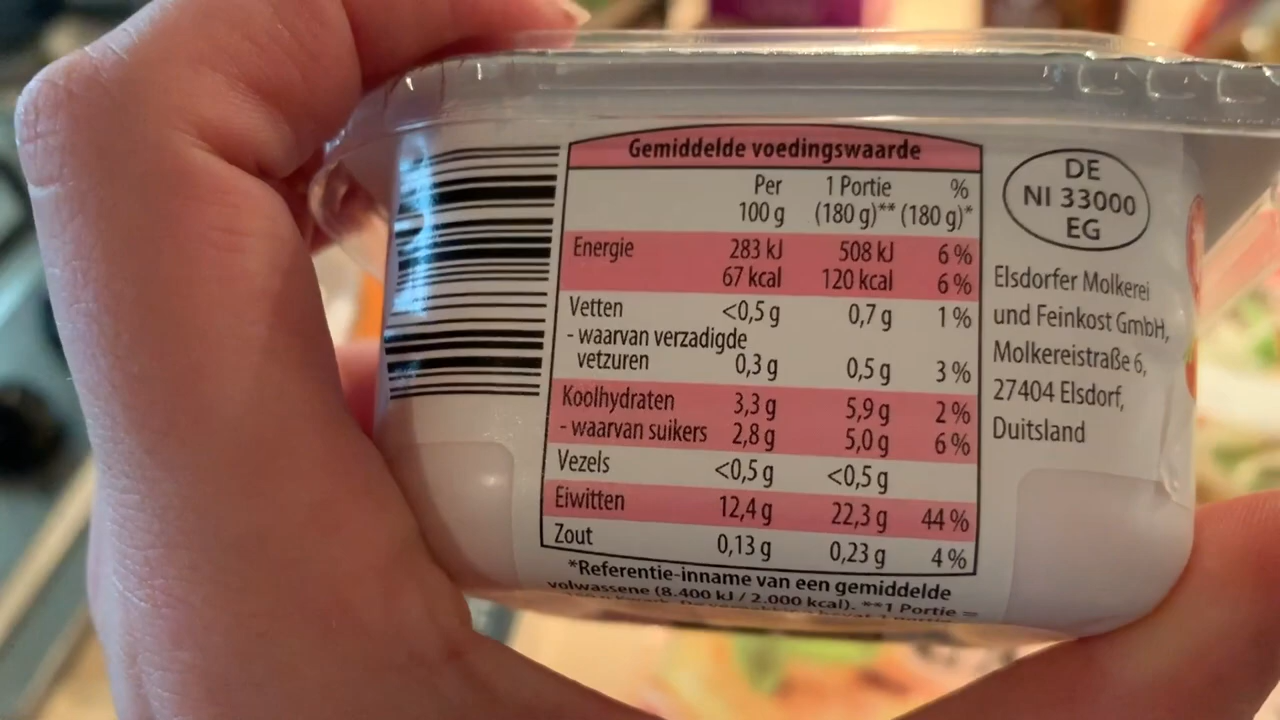 Gemiddelde voedingswaarde
Per 1 Portie %
100 g (180 g)** (180 g)*
Energie 283 kJ 508 kJ 6 %
67 kcal 120 kcal 6 %
Vetten <0,5 g 0,7 g 1 %
- waarvan verzadigde
vetzuren 0,3 g 0,5 g 3 %
Koolhydraten 3,3 g 5,9 g 2 %
- waarvan suikers 2,8 g 5,0 g 6 %
Vezels <0,5 g <0,5 g
Eiwitten 12,4 g 22,3 g 44 %
Zout 0,13 g 0,23 g 4 %
*Referentie-inname van een gemiddelde
volwassene (8.400 kJ / 2.000 kcal). **1 Portie =
DE
NI 33000
EG
Elsdorfer Molkerei
und Feinkost GmbH,
Molkereistraße 6,
27404 Elsdorf,
Duitsland